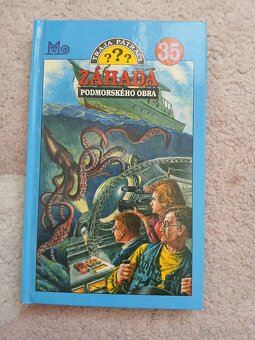 TRAJA PÁTRAČI
???
35
ZÁHADA
PODMORSKÉHO OBRA